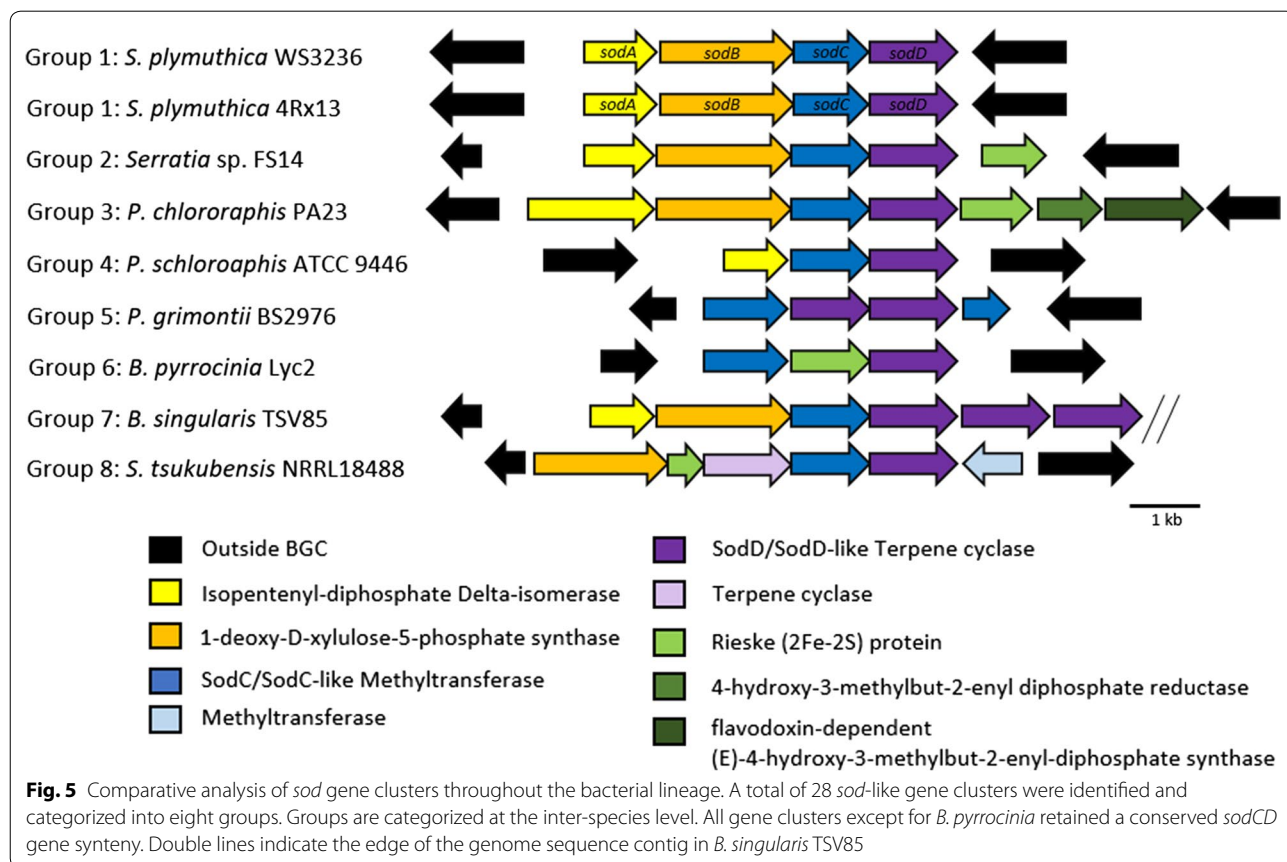 Group 1: S. plymuthica WS3236
sodA sodB sodC sodD
Group 1: S. plymuthica 4Rx13
sodA sodB sodC sodD
Group 2: Serratia sp. FS14
Group 3: P. chlororaphis PA23
Group 4: P. schloroaphis ATCC 9446
Group 5: P. grimontii BS2976
Group 6: B. pyrrocinia Lyc2
Group 7: B. singularis TSV85
Group 8: S. tsukubensis NRRL18488
1 kb
Outside BGC
Isopentenyl-diphosphate Delta-isomerase
1-deoxy-D-xylulose-5-phosphate synthase
SodC/SodC-like Methyltransferase
Methyltransferase
SodD/SodD-like Terpene cyclase
Terpene cyclase
Rieske (2Fe-2S) protein
4-hydroxy-3-methylbut-2-enyl diphosphate reductase
flavodoxin-dependent
(E)-4-hydroxy-3-methylbut-2-enyl-diphosphate synthase
Fig. 5 Comparative analysis of sod gene clusters throughout the bacterial lineage. A total of 28 sod-like gene clusters were identified and
categorized into eight groups. Groups are categorized at the inter-species level. All gene clusters except for B. pyrrocinia retained a conserved sodCD
gene synteny. Double lines indicate the edge of the genome sequence contig in B. singularis TSV85